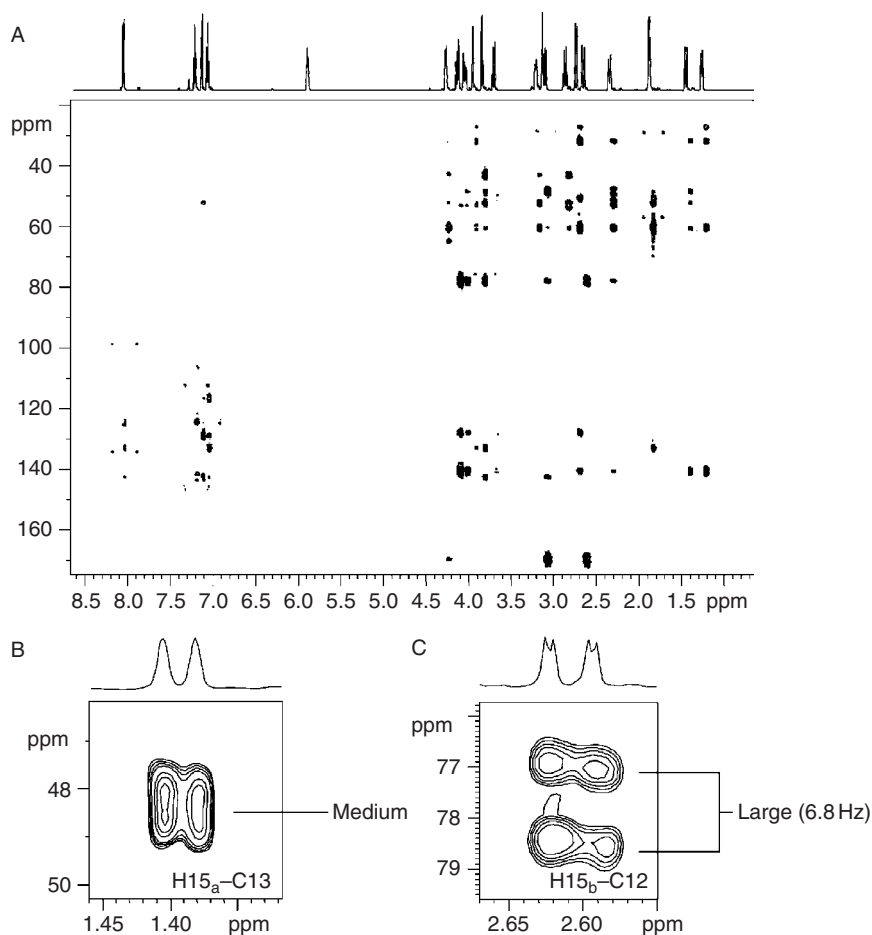 A
ppm
40
60
80
100
120
140
160
8.5 8.0 7.5 7.0 6.0 5.5 5.0 4.5 4.0 3.5 3.0 2.5 2.0 1.5 ppm
B
ppm
48
50
Medium
H15a–C13
1.45 1.40 ppm
C
ppm
77
78
79
Large (6.8 Hz)
H15b–C12
2.65 2.60 ppm